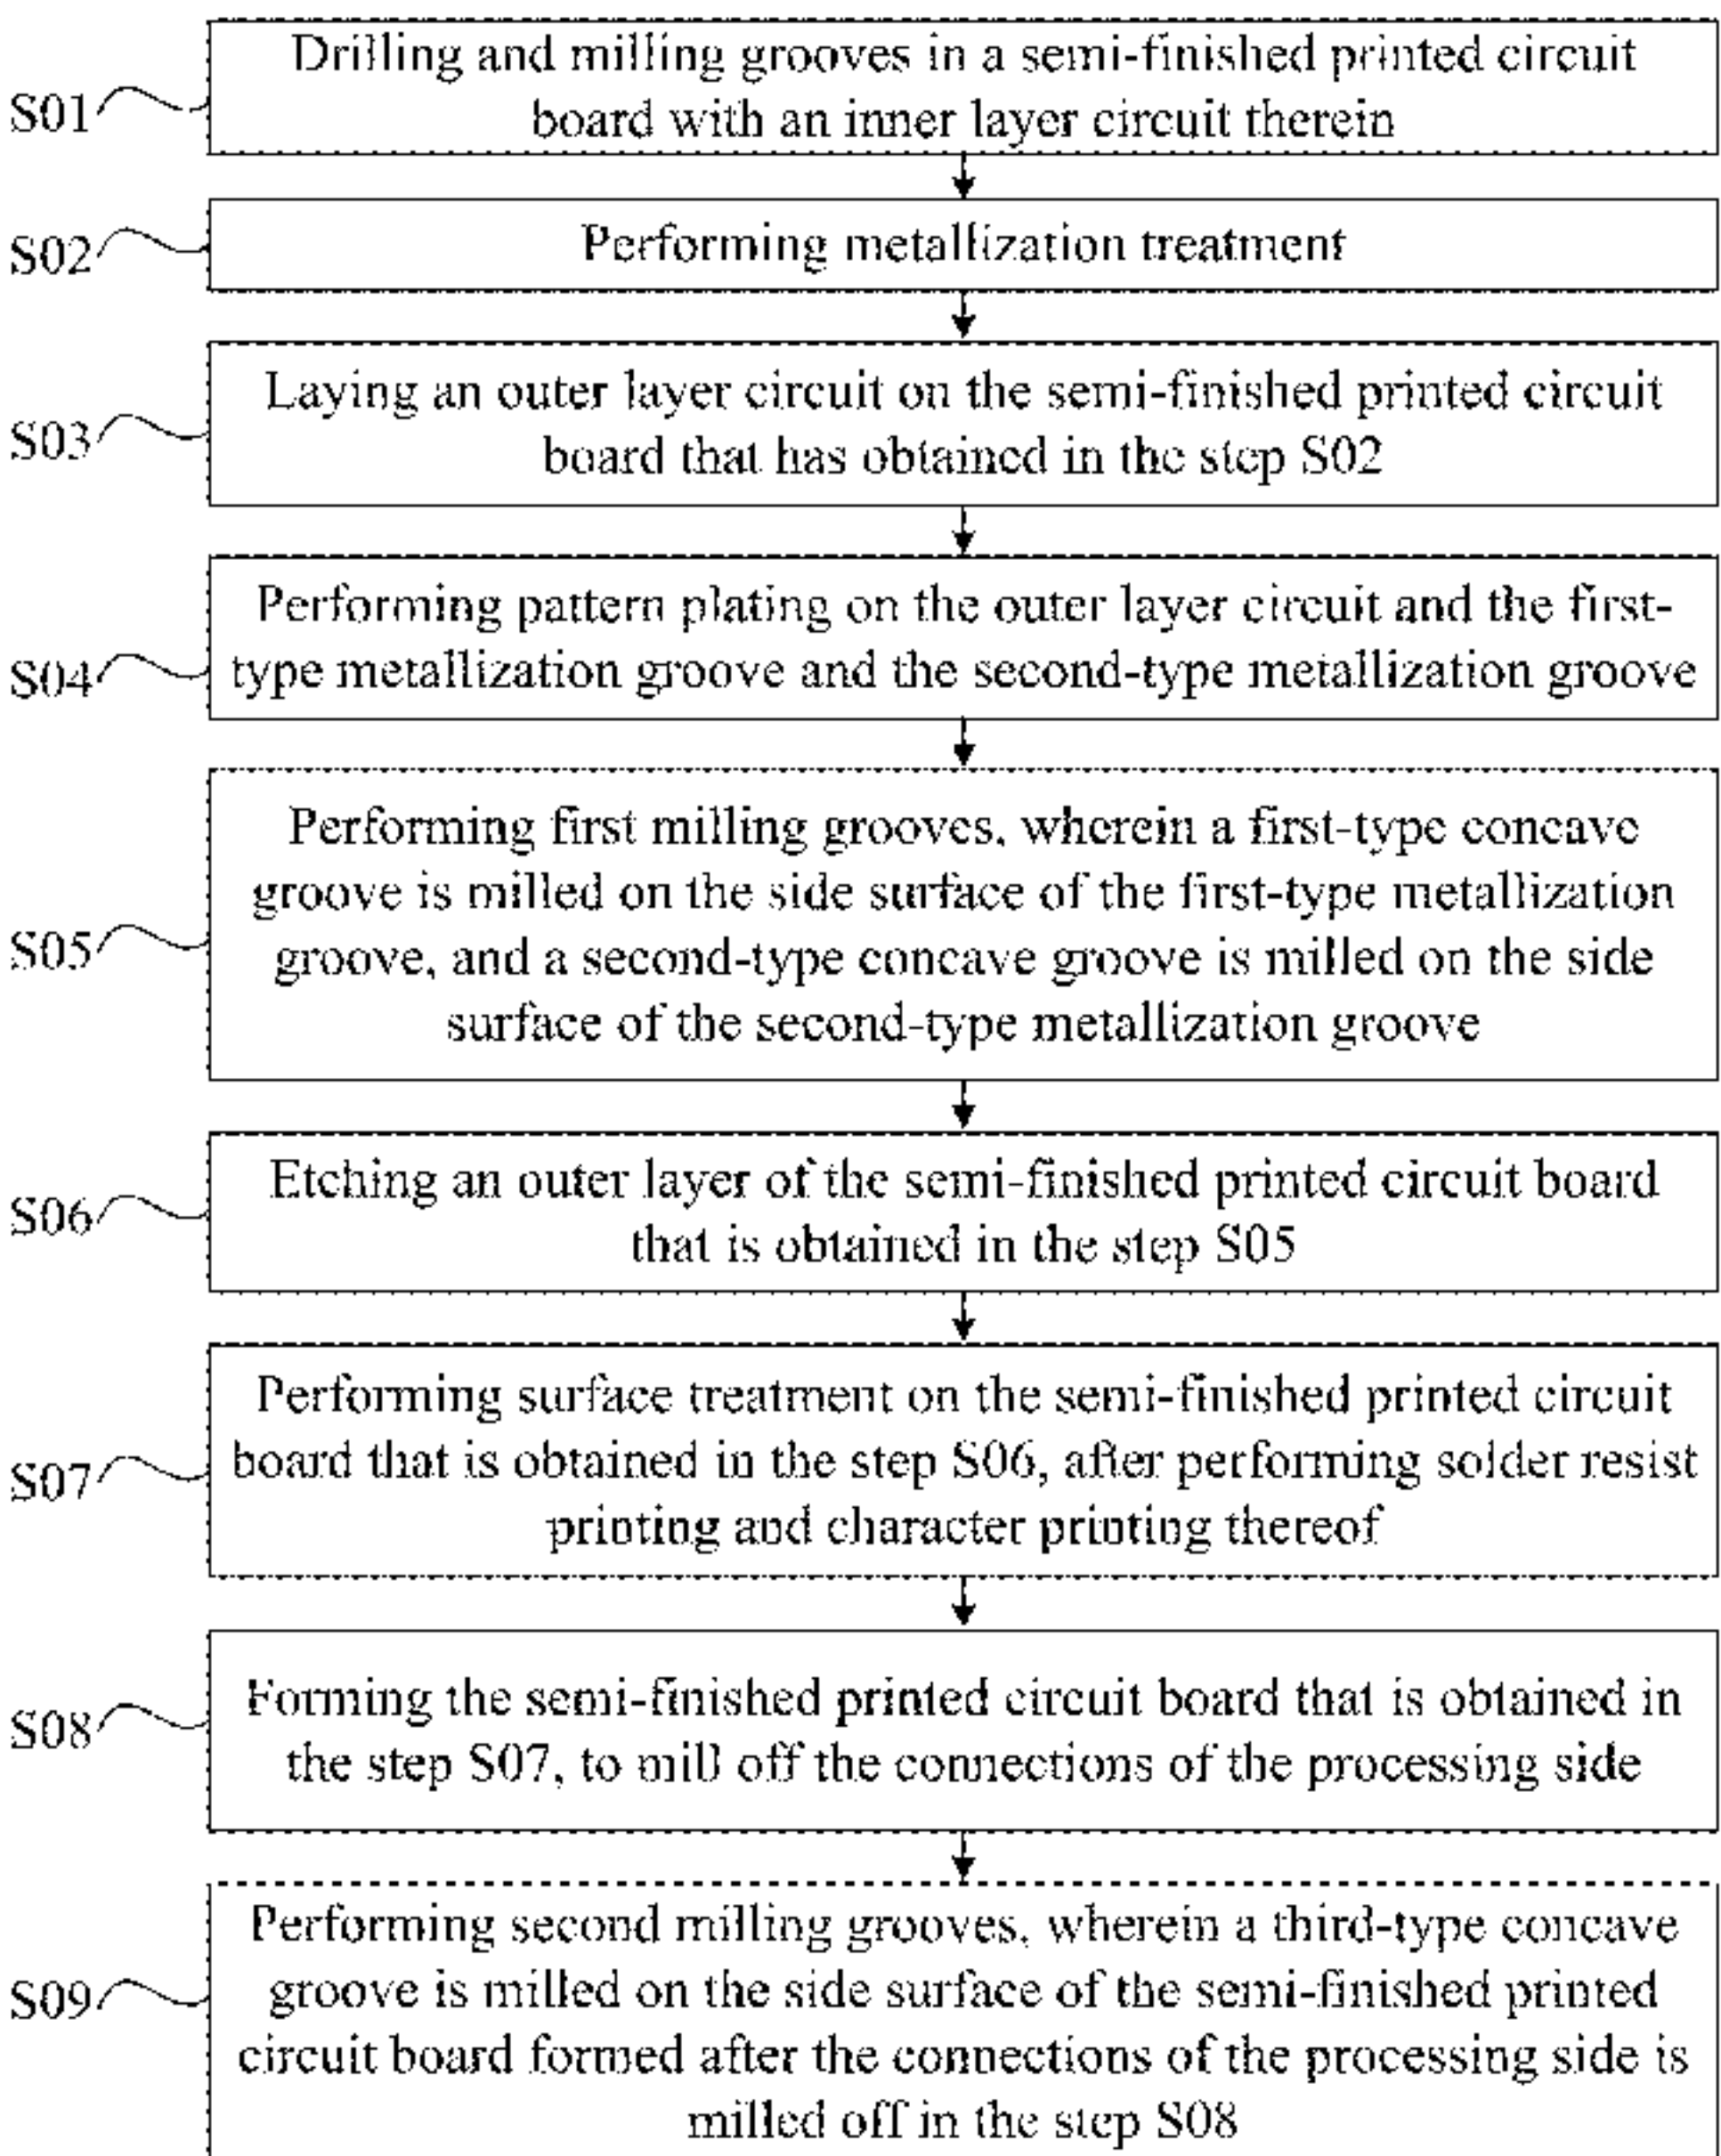 S01
Drilling and milling grooves in a semi-finished printed circuit
board with an inner layer circuit therein
S02
Performing metallization treatment
S03
Laying an outer layer circuit on the semi-finished printed circuit
board that has obtained in the step S02
S04
Performing pattern plating on the outer layer circuit and the first-
type metallization groove and the second-type metallization groove
S05
Performing first milling grooves, wherein a first-type concave
groove is milled on the side surface of the first-type metallization
groove, and a second-type concave groove is milled on the side
surface of the second-type metallization groove
S06
Etching an outer layer of the semi-finished printed circuit board
that is obtained in the step S05
S07
Performing surface treatment on the semi-finished printed circuit
board that is obtained in the step S06, after performing solder resist
printing and character printing thereof
S08
Forming the semi-finished printed circuit board that is obtained in
the step S07, to mill off the connections of the processing side
S09
Performing second milling grooves, wherein a third-type concave
groove is milled on the side surface of the semi-finished printed
circuit board formed after the connections of the processing side is
milled off in the step S08